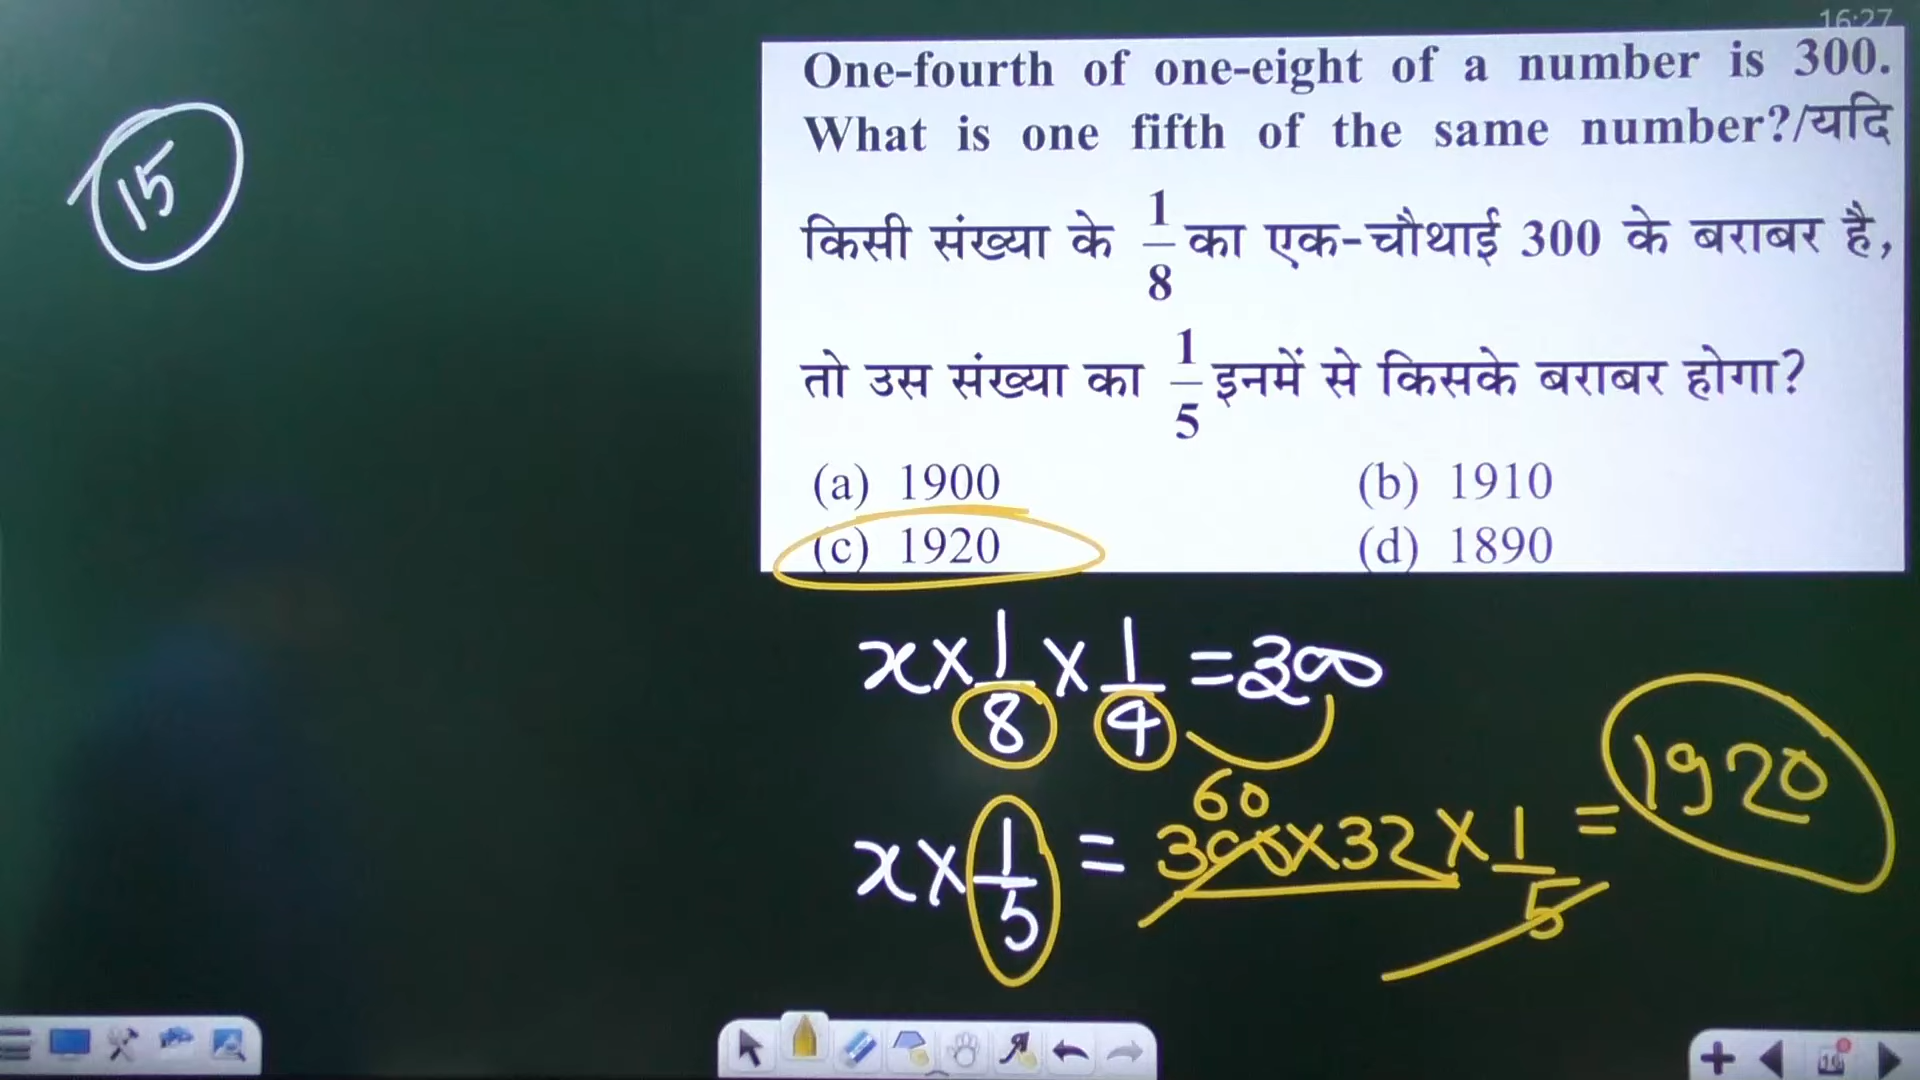 16:27
15
One-fourth of one-eight of a number is 300.
What is one fifth of the same number?/यदि
किसी संख्या के 1/8 का एक-चौथाई 300 के बराबर है,
तो उस संख्या का 1/5 इनमें से किसके बराबर होगा?
(a) 1900 (b) 1910
(c) 1920 (d) 1890
x × 1/8 × 1/4 = 300
60
x × 1/5 = 300 × 32 × 1/5 = 1920